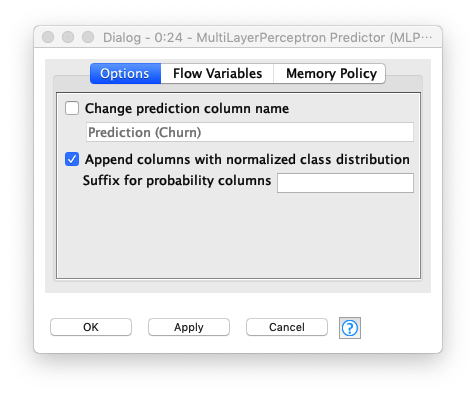 Dialog - 0:24 - MultiLayerPerceptron Predictor (MLP···
Options Flow Variables Memory Policy
Change prediction column name
Prediction (Churn)
Append columns with normalized class distribution
Suffix for probability columns
OK Apply Cancel ?